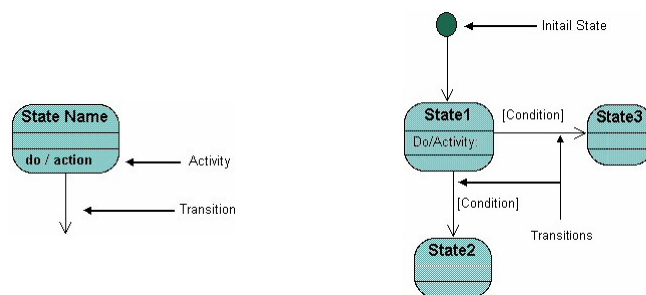 State Name
do / action
Activity
Transition
Initail State
State1
Do/Activity:
[Condition]
State3
[Condition]
Transitions
State2